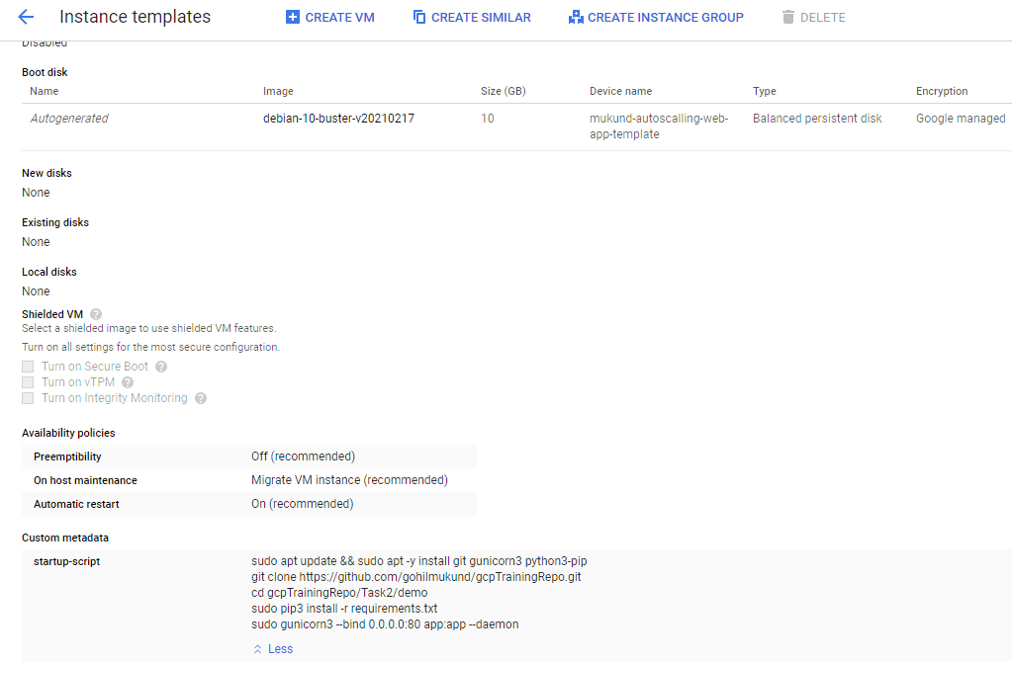 Instance templates
CREATE VM
CREATE SIMILAR
CREATE INSTANCE GROUP
DELETE
Disabled
Boot disk
Name Image Size (GB) Device name Type Encryption
Autogenerated debian-10-buster-v20210217 10 mukund-autoscalling-web- Balanced persistent disk Google managed
app-template
New disks
None
Existing disks
None
Local disks
None
Shielded VM ?
Select a shielded image to use shielded VM features.
Turn on all settings for the most secure configuration.
Turn on Secure Boot ?
Turn on vTPM ?
Turn on Integrity Monitoring ?
Availability policies
Preemptibility Off (recommended)
On host maintenance Migrate VM instance (recommended)
Automatic restart On (recommended)
Custom metadata
startup-script sudo apt update && sudo apt -y install git gunicorn3 python3-pip
git clone https://github.com/gohilmukund/gcpTrainingRepo.git
cd gcpTrainingRepo/Task2/demo
sudo pip3 install -r requirements.txt
sudo gunicorn3 --bind 0.0.0.0:80 app:app --daemon
Less